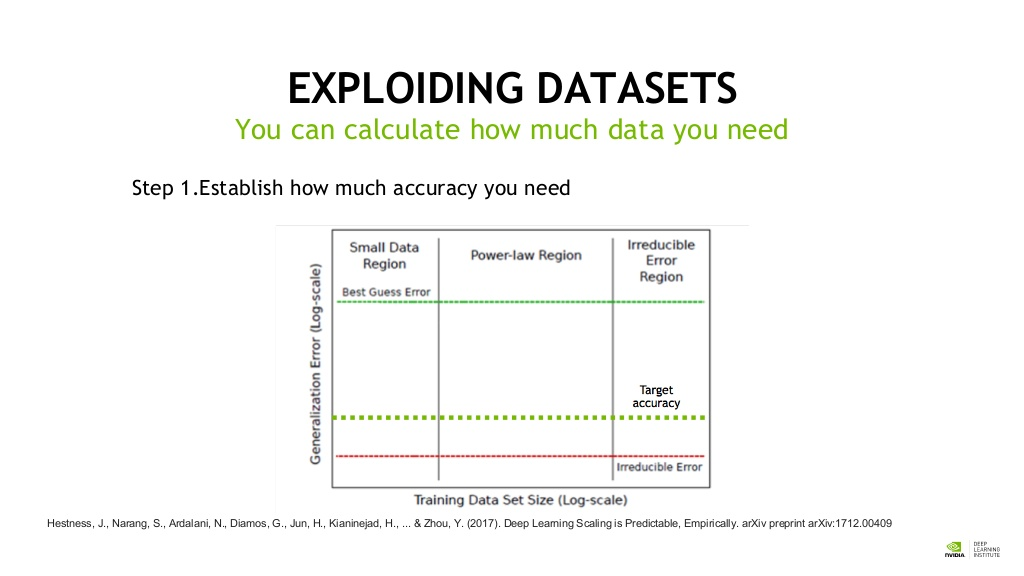 EXPLOIDING DATASETS
You can calculate how much data you need
Step 1.Establish how much accuracy you need
Small Data
Region
Power-law Region
Irreducible
Error
Region
Best Guess Error
Generalization Error (Log-scale)
Target
accuracy
Irreducible Error
Training Data Set Size (Log-scale)
Hestness, J., Narang, S., Ardalani, N., Diamos, G., Jun, H., Kianinejad, H., ... & Zhou, Y. (2017). Deep Learning Scaling is Predictable, Empirically. arXiv preprint arXiv:1712.00409
NVIDIA
DEEP
LEARNING
INSTITUTE